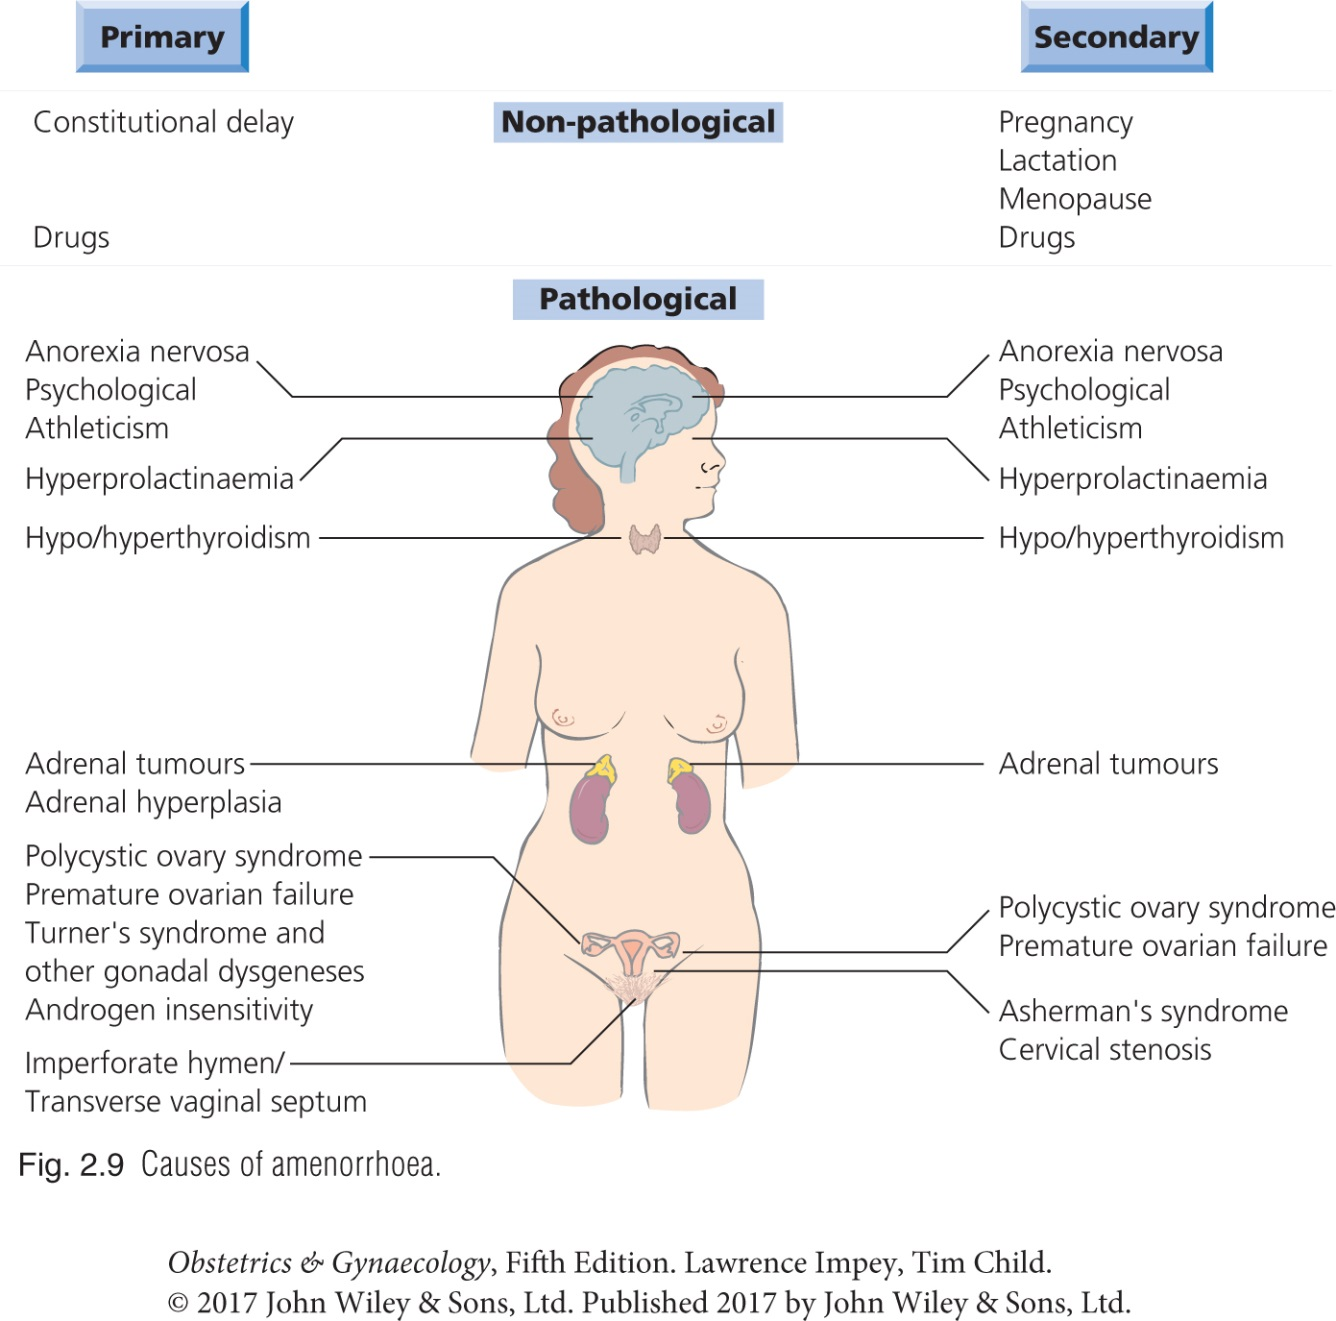 Primary
Secondary
Constitutional delay
Non-pathological
Pregnancy
Lactation
Menopause
Drugs
Drugs
Pathological
Anorexia nervosa
Psychological
Athleticism
Hyperprolactinaemia
Hypo/hyperthyroidism
Adrenal tumours
Adrenal hyperplasia
Polycystic ovary syndrome
Premature ovarian failure
Turner's syndrome and
other gonadal dysgeneses
Androgen insensitivity
Imperforate hymen/
Transverse vaginal septum
Anorexia nervosa
Psychological
Athleticism
Hyperprolactinaemia
Hypo/hyperthyroidism
Adrenal tumours
Polycystic ovary syndrome
Premature ovarian failure
Asherman's syndrome
Cervical stenosis
Fig. 2.9 Causes of amenorrhoea.
Obstetrics & Gynaecology, Fifth Edition. Lawrence Impey, Tim Child.
© 2017 John Wiley & Sons, Ltd. Published 2017 by John Wiley & Sons, Ltd.